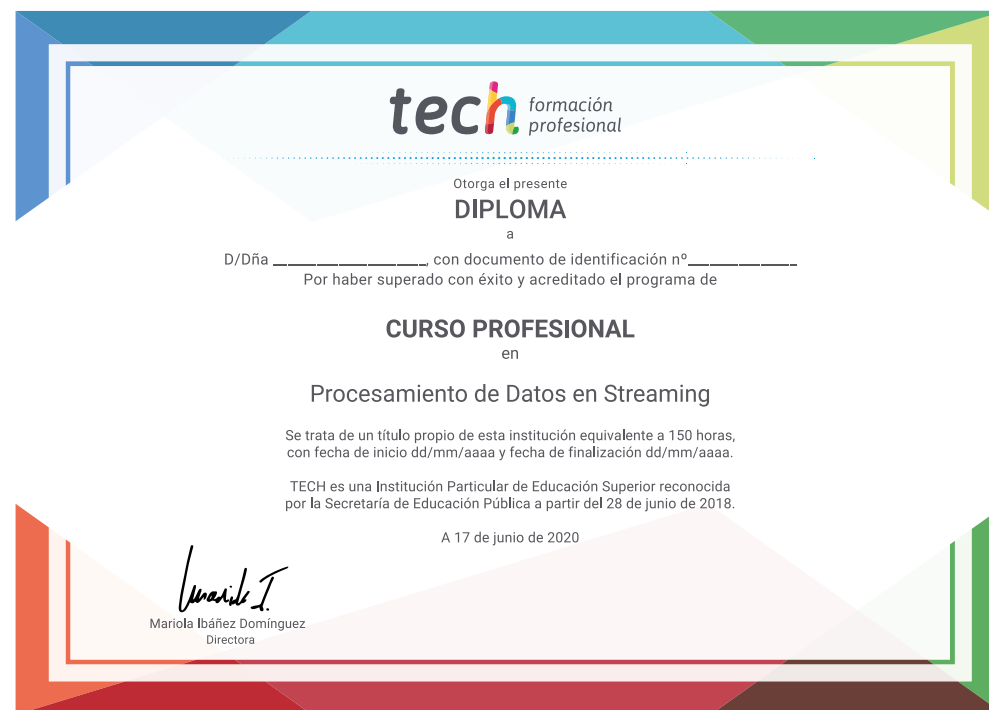 tech formación
profesional
Otorga el presente
DIPLOMA
a
D/Dña ____________________, con documento de identificación nº______________
Por haber superado con éxito y acreditado el programa de
CURSO PROFESIONAL
en
Procesamiento de Datos en Streaming
Se trata de un título propio de esta institución equivalente a 150 horas,
con fecha de inicio dd/mm/aaaa y fecha de finalización dd/mm/aaaa.
TECH es una Institución Particular de Educación Superior reconocida
por la Secretaría de Educación Pública a partir del 28 de junio de 2018.
A 17 de junio de 2020
Mariola Ibáñez Domínguez
Directora